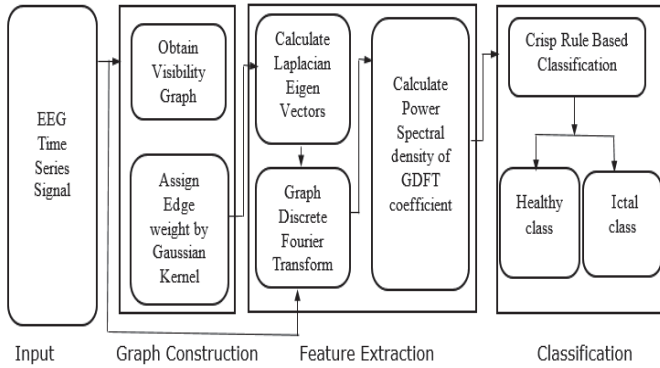 EEG
Time
Series
Signal
Obtain
Visibility
Graph
Assign
Edge
weight by
Gaussian
Kernel
Calculate
Laplacian
Eigen
Vectors
Graph
Discrete
Fourier
Transform
Calculate
Power
Spectral
density of
GDFT
coefficient
Crisp Rule Based
Classification
Healthy
class
Ictal
class
Input
Graph Construction
Feature Extraction
Classification